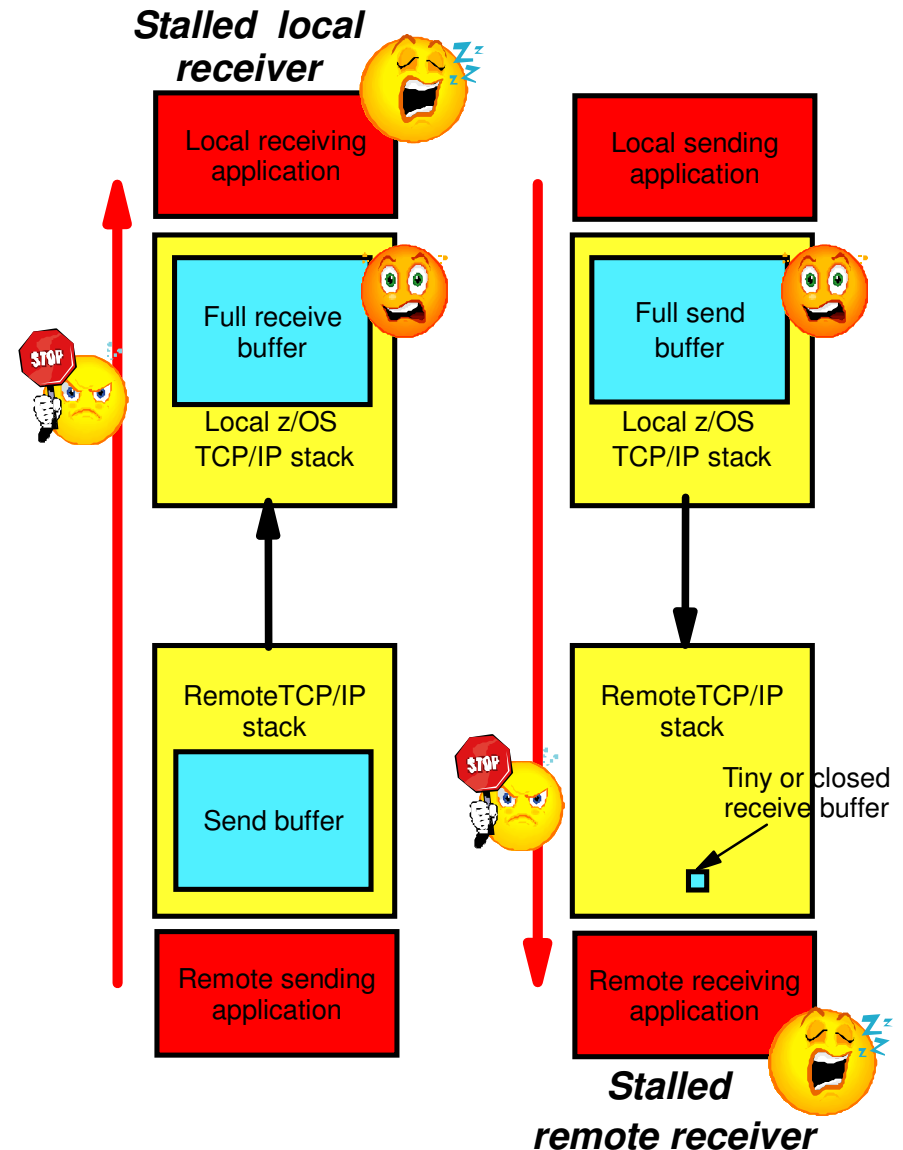 Stalled local
receiver
Local receiving
application
Full receive
buffer
Local z/OS
TCP/IP stack
STOP
RemoteTCP/IP
stack
Send buffer
Remote sending
application
Local sending
application
Full send
buffer
Local z/OS
TCP/IP stack
STOP
RemoteTCP/IP
stack
Tiny or closed
receive buffer
Remote receiving
application
Stalled
remote receiver
Z z
z Z
Z z
z Z